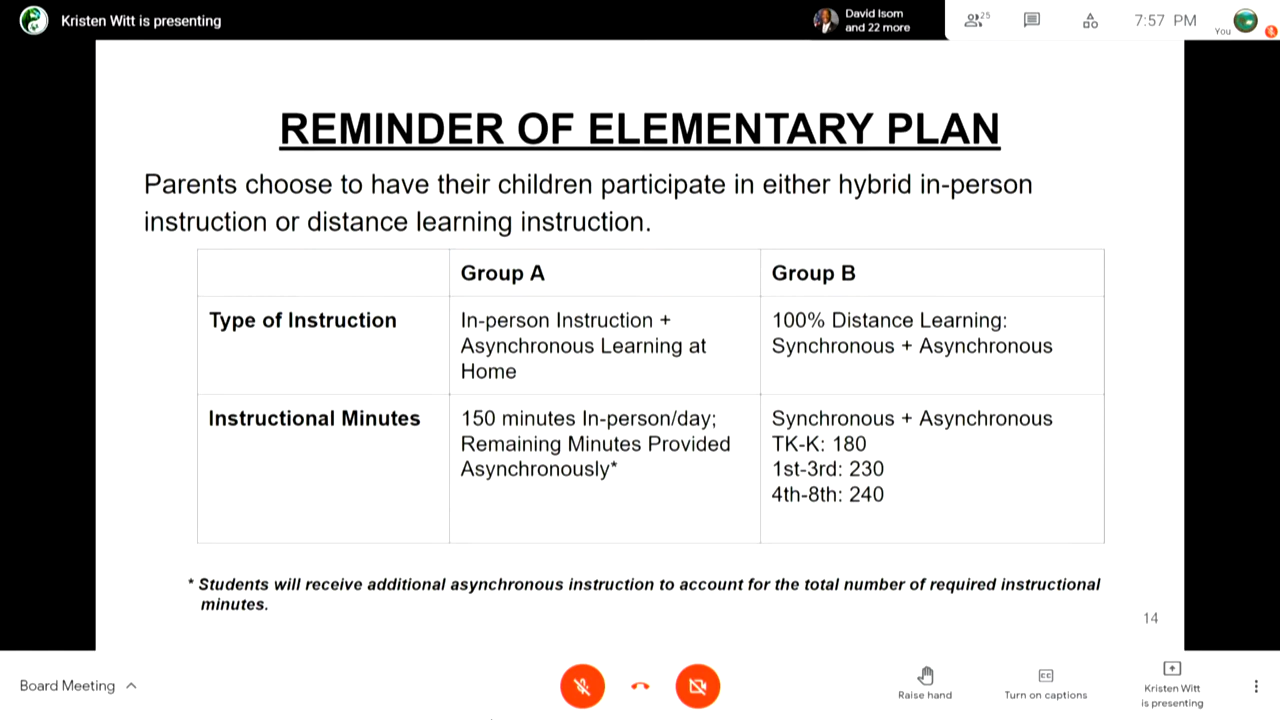 Kristen Witt is presenting
David Isom
and 22 more
25
7:57 PM
You
REMINDER OF ELEMENTARY PLAN
Parents choose to have their children participate in either hybrid in-person
instruction or distance learning instruction.
Group A
Group B
Type of Instruction
In-person Instruction +
Asynchronous Learning at
Home
100% Distance Learning:
Synchronous + Asynchronous
Instructional Minutes
150 minutes In-person/day;
Remaining Minutes Provided
Asynchronously*
Synchronous + Asynchronous
TK-K: 180
1st-3rd: 230
4th-8th: 240
* Students will receive additional asynchronous instruction to account for the total number of required instructional
minutes.
14
Board Meeting
Raise hand
CC
Turn on captions
Kristen Witt
is presenting